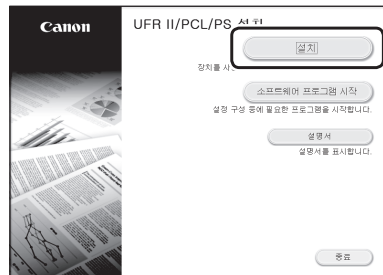 Canon
UFR II/PCL/PS 설치
설치
장치를 사
소프트웨어 프로그램 시작
설정 구성 중에 필요한 프로그램을 시작합니다.
설명서
설명서를 표시합니다.
종료